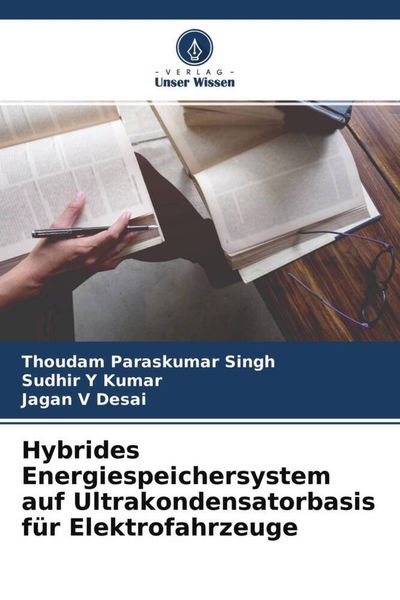 - VERLAG -
Unser Wissen
Thoudam Paraskumar Singh
Sudhir Y Kumar
Jagan V Desai
Hybrides
Energiespeichersystem
auf Ultrakondensatorbasis
für Elektrofahrzeuge